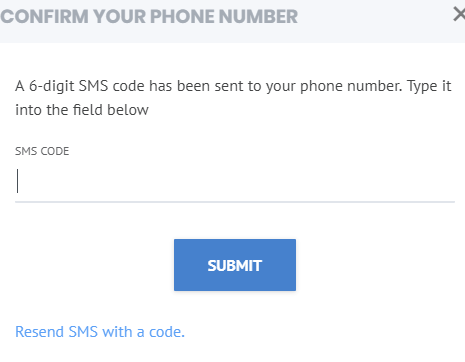 CONFIRM YOUR PHONE NUMBER
A 6-digit SMS code has been sent to your phone number. Type it
into the field below
SMS CODE
SUBMIT
Resend SMS with a code.